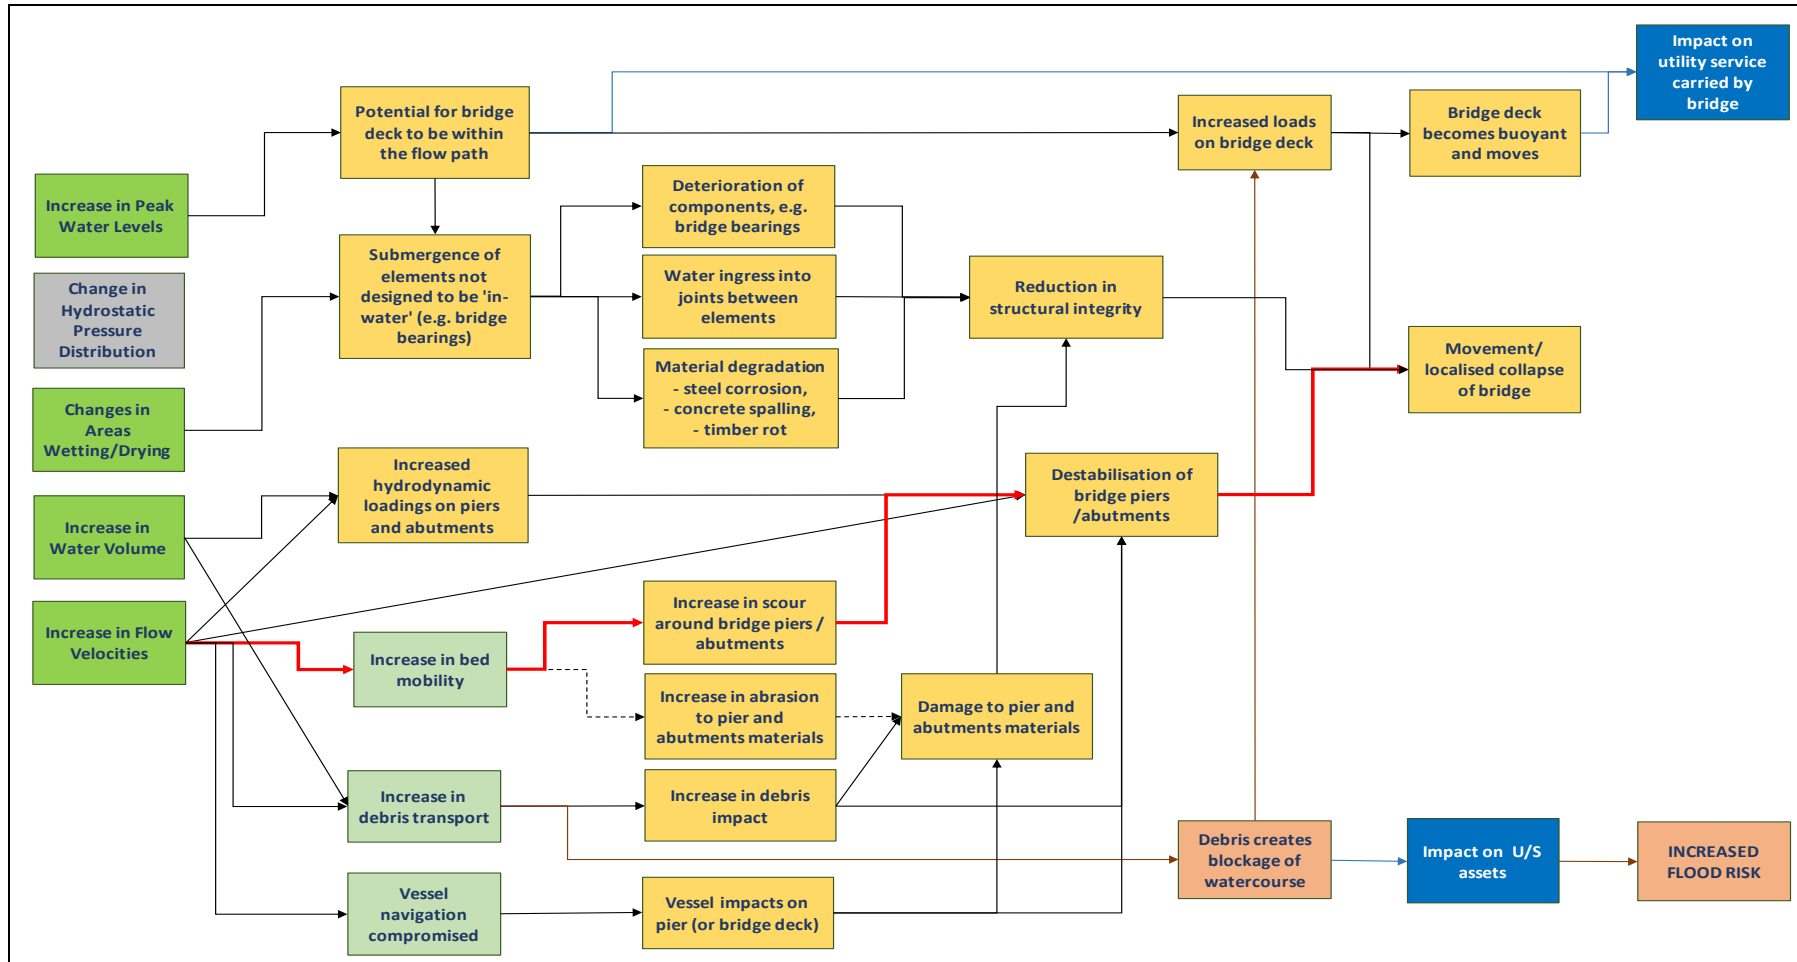 Impact on
utility service
carried by
bridge
Potential for bridge
deck to be within
the flow path
Increased loads
on bridge deck
Bridge deck
becomes buoyant
and moves
Increase in Peak
Water Levels
Deterioration of
components, e.g.
bridge bearings
Submergence of
elements not
designed to be 'in-
water' (e.g. bridge
bearings)
Water ingress into
joints between
elements
Reduction in
structural integrity
Change in
Hydrostatic
Pressure
Distribution
Material degradation
- steel corrosion,
- concrete spalling,
- timber rot
Movement/
localised collapse
of bridge
Changes in
Areas
Wetting/Drying
Increased
hydrodynamic
loadings on piers
and abutments
Destabilisation of
bridge piers
/abutments
Increase in
Water Volume
Increase in Flow
Velocities
Increase in bed
mobility
Increase in scour
around bridge piers /
abutments
Increase in abrasion
to pier and
abutments materials
Damage to pier and
abutments materials
Increase in
debris transport
Increase in debris
impact
Debris creates
blockage of
watercourse
Impact on U/S
assets
INCREASED
FLOOD RISK
Vessel
navigation
compromised
Vessel impacts on
pier (or bridge deck)